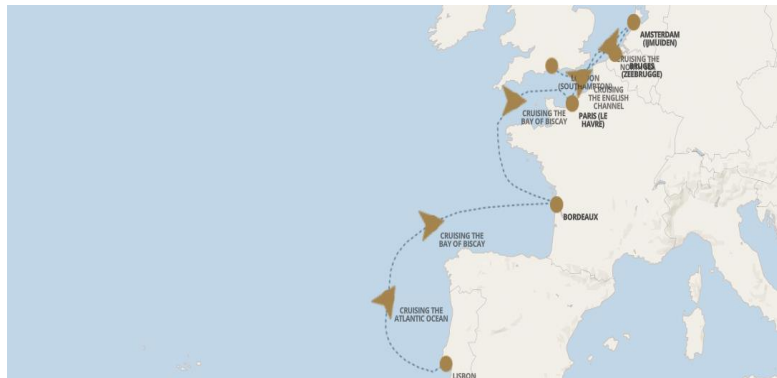 AMSTERDAM
(IJMUIDEN)
CRUISING THE
BRUGES
(ZEEBRUGGE)
(SOUTHAMPTON)
CRUISING
THE ENGLISH
CHANNEL
CRUISING THE
BAY OF BISCAY
PARIS (LE
HAVRE)
BORDEAUX
CRUISING THE
BAY OF BISCAY
CRUISING THE
ATLANTIC OCEAN
LISBON